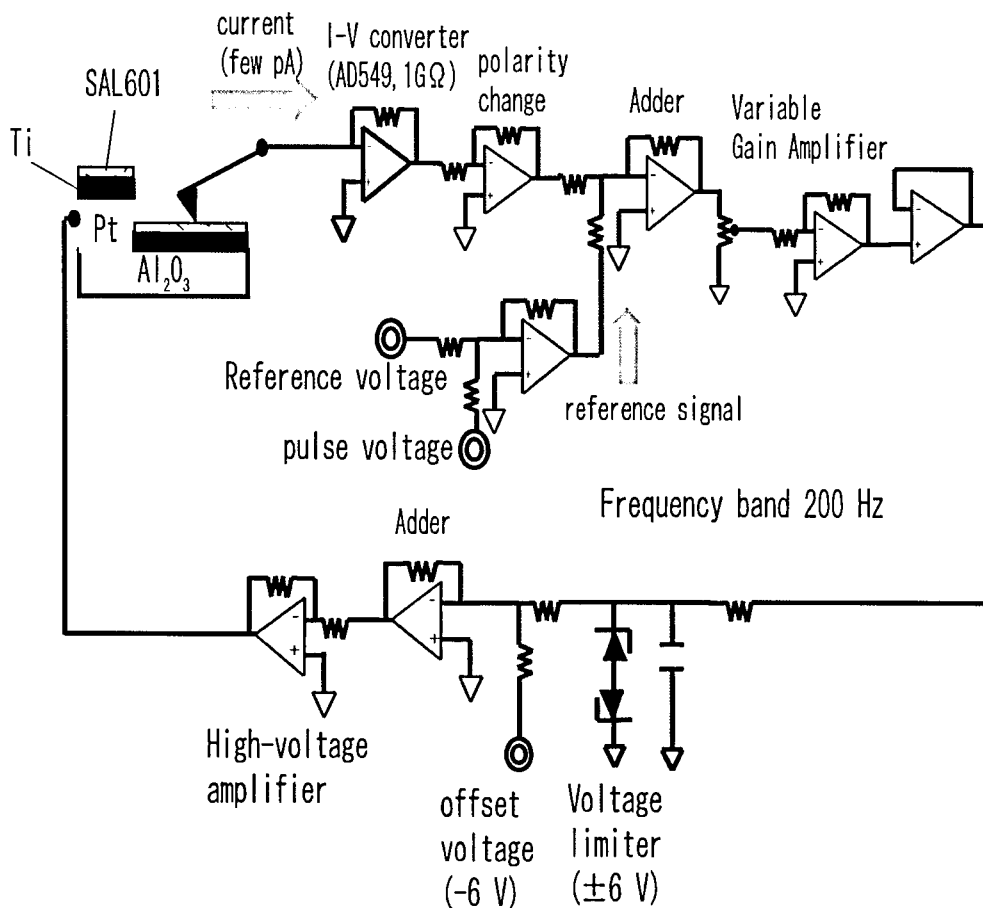 current
(few pA)
I-V converter
(AD549, 1GΩ)
polarity
change
Adder
Variable
Gain Amplifier
SAL601
Ti
Pt
Al₂O₃
-
+
-
+
-
+
-
+
-
+
Reference voltage
-
+
pulse voltage
reference signal
Frequency band 200 Hz
Adder
-
+
-
+
High-voltage
amplifier
offset
voltage
(-6 V)
Voltage
limiter
(±6 V)